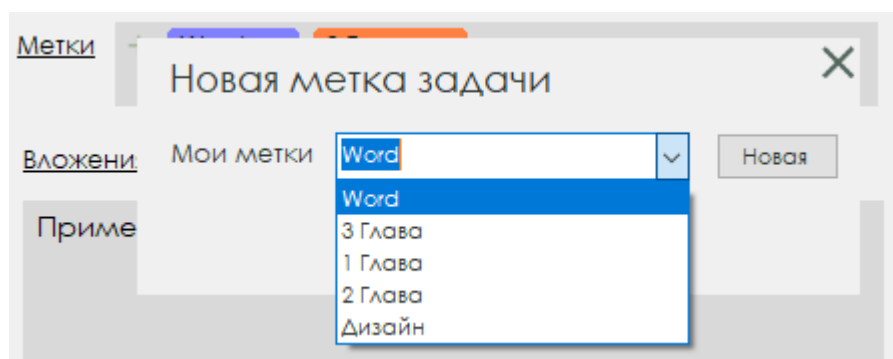 Метки
Новая метка задачи
Вложени
Мои метки
Word
Новая
Word
Приме
3 Глава
1 Глава
2 Глава
Дизайн